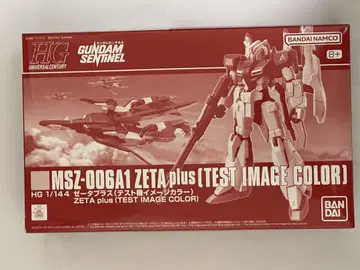 HG
UNIVERSAL CENTURY
GUNDAM
SENTINEL
BANDAI NAMCO
8+
MSZ-006A1 ZETA plus (TEST IMAGE COLOR)
HG 1/144 ゼータプラス(テスト機イメージカラー)
ZETA plus (TEST IMAGE COLOR)
BAN
DAI